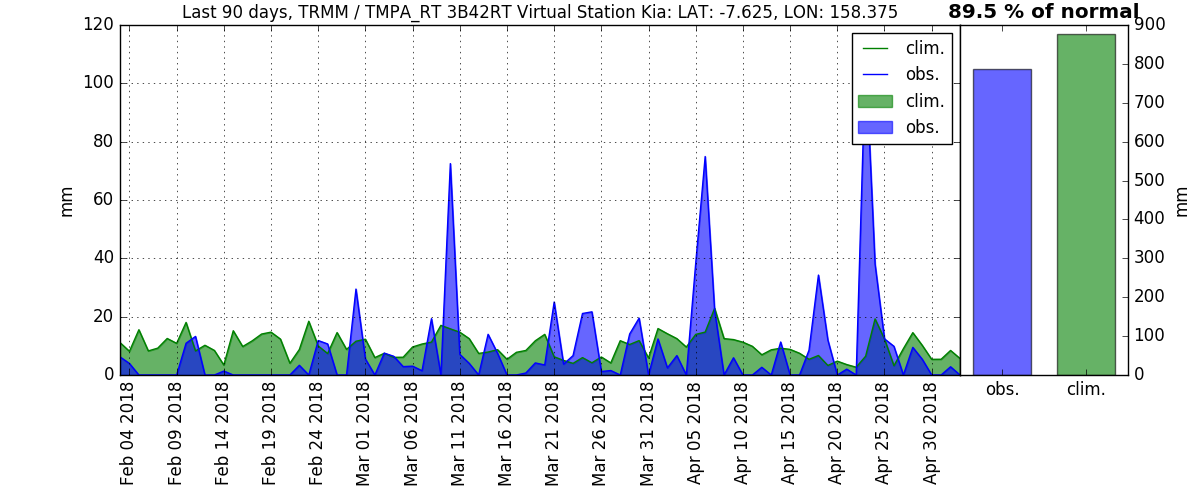 Last 90 days, TRMM / TMPA_RT 3B42RT Virtual Station Kia: LAT: -7.625, LON: 158.375
89.5 % of normal
120
100
80
60
40
20
0
mm
clim.
obs.
clim.
obs.
900
800
700
600
500
400
300
200
100
0
mm
obs.
clim.
Feb 04 2018
Feb 09 2018
Feb 14 2018
Feb 19 2018
Feb 24 2018
Mar 01 2018
Mar 06 2018
Mar 11 2018
Mar 16 2018
Mar 21 2018
Mar 26 2018
Mar 31 2018
Apr 05 2018
Apr 10 2018
Apr 15 2018
Apr 20 2018
Apr 25 2018
Apr 30 2018